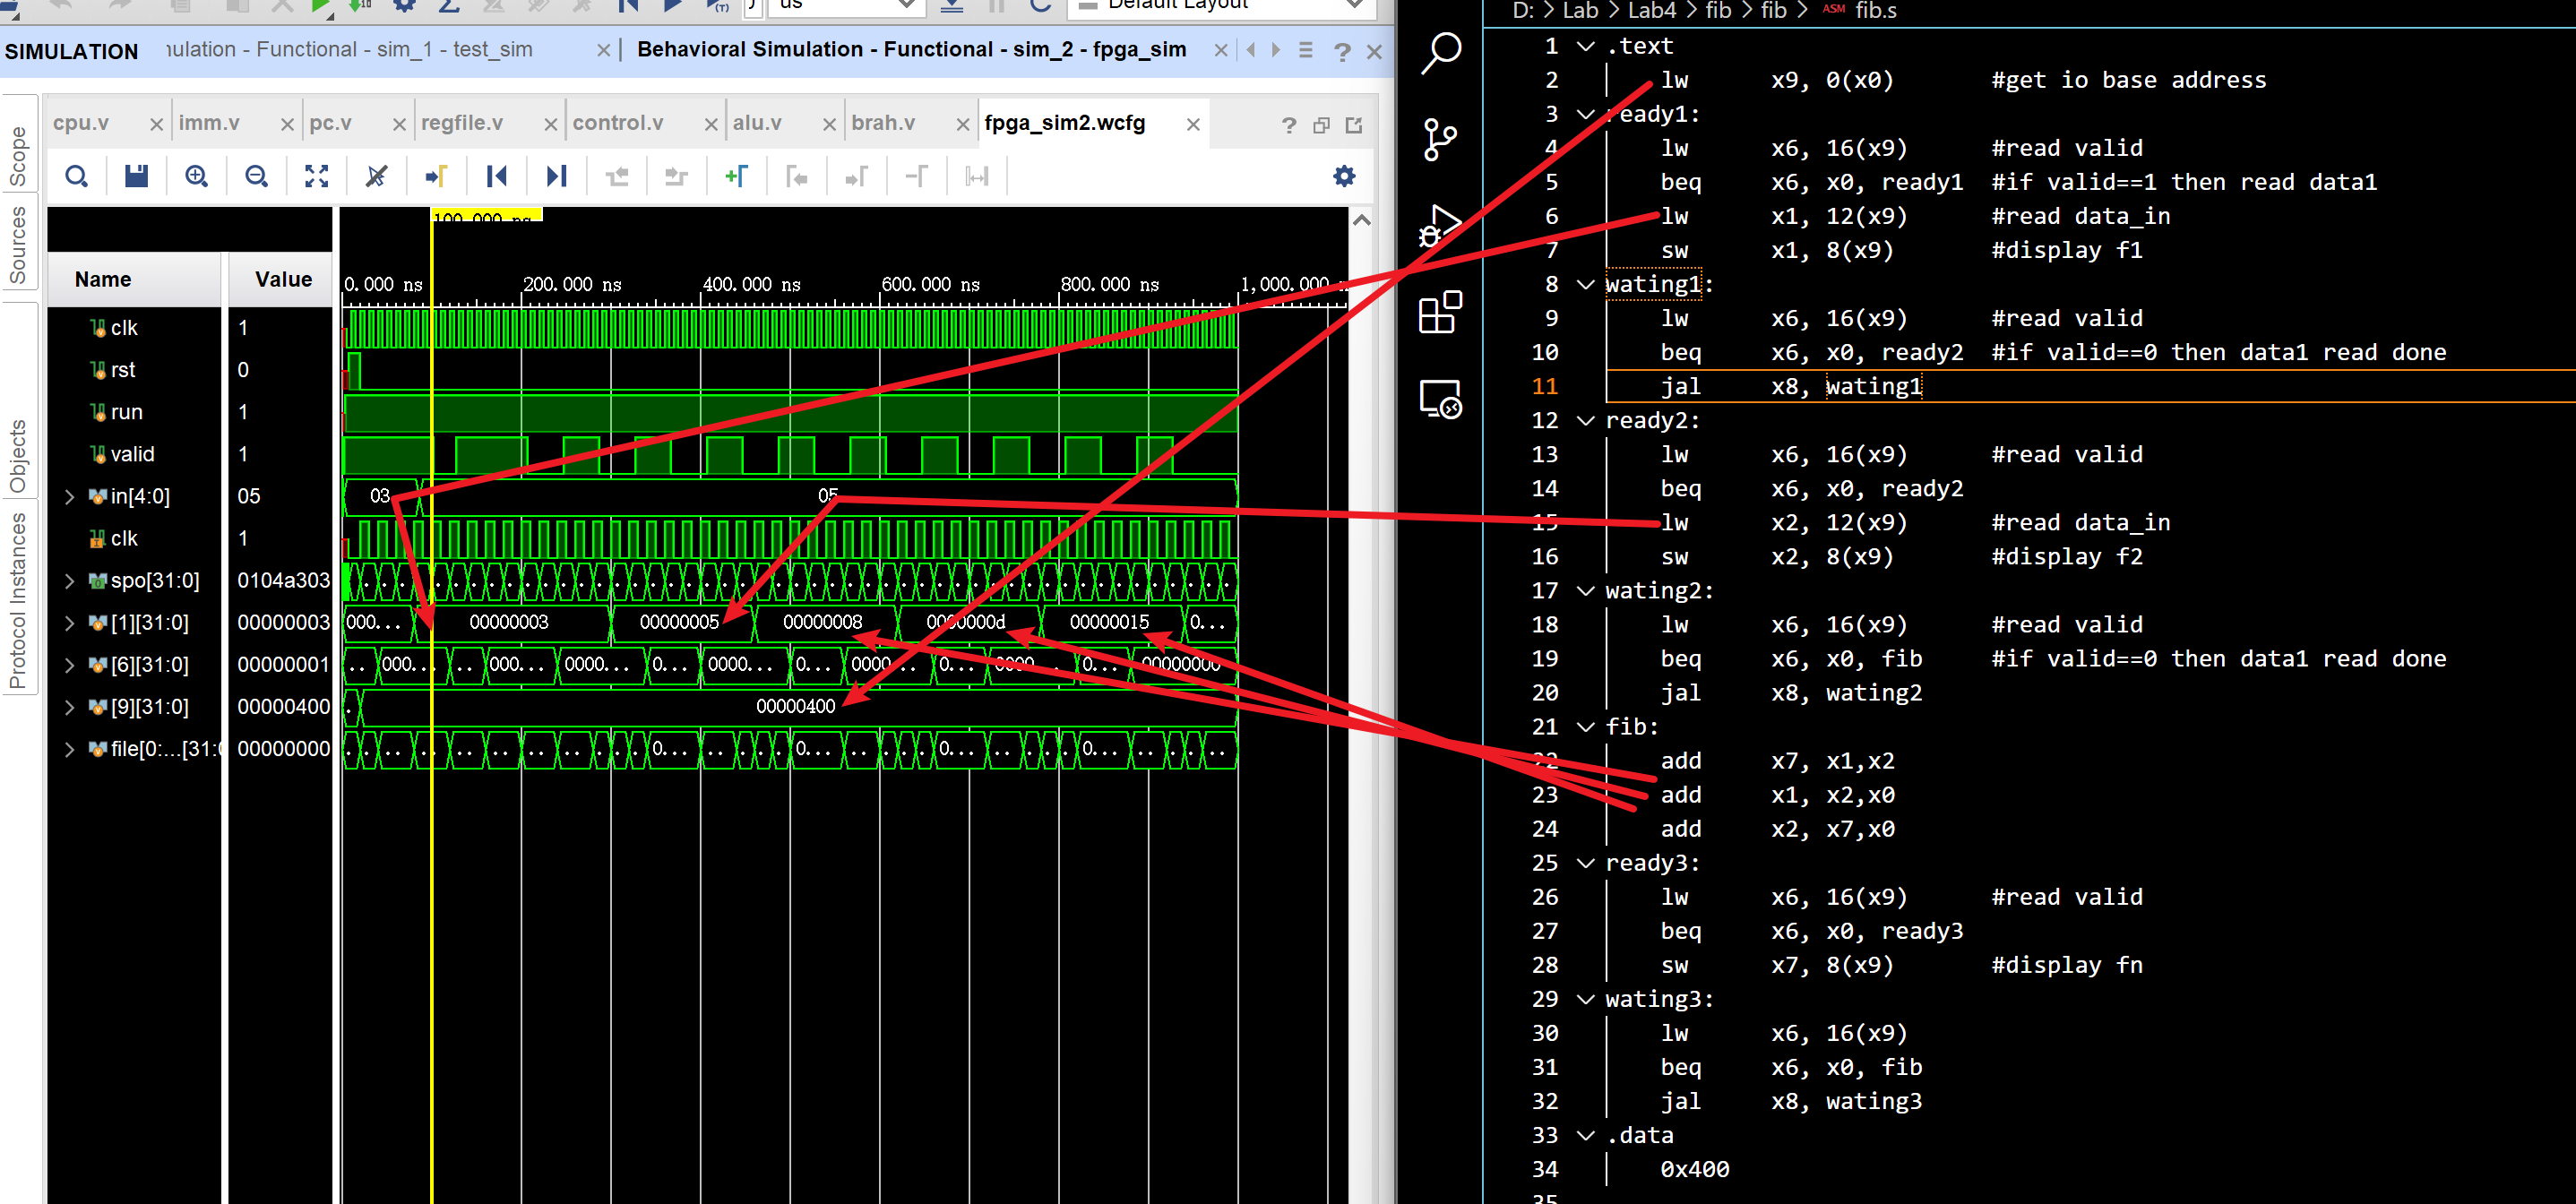 us
Default Layout
SIMULATION
ulation - Functional - sim_1 - test_sim
Behavioral Simulation - Functional - sim_2 - fpga_sim
cpu.v
imm.v
pc.v
regfile.v
control.v
alu.v
brah.v
fpga_sim2.wcfg
Scope
Sources
Objects
Protocol Instances
100.000 ns
Name Value
0.000 ns 200.000 ns 400.000 ns 600.000 ns 800.000 ns 1,000.000 n
clk 1
rst 0
run 1
valid 1
in[4:0] 05 03 05
clk 1
spo[31:0] 0104a303
[1][31:0] 00000003 000... 00000003 00000005 00000008 0000000d 00000015 0...
[6][31:0] 00000001 .. 000... .. 000... 0000... 0... 0000... 0... 0000... 0... 0000... 0... 00000000
[9][31:0] 00000400 . 00000400
file[0:...[31:0 00000000
D: > Lab > Lab4 > fib > fib > ASM fib.s
1 .text
2 lw x9, 0(x0) #get io base address
3 ready1:
4 lw x6, 16(x9) #read valid
5 beq x6, x0, ready1 #if valid==1 then read data1
6 lw x1, 12(x9) #read data_in
7 sw x1, 8(x9) #display f1
8 wating1:
9 lw x6, 16(x9) #read valid
10 beq x6, x0, ready2 #if valid==0 then data1 read done
11 jal x8, wating1
12 ready2:
13 lw x6, 16(x9) #read valid
14 beq x6, x0, ready2
15 lw x2, 12(x9) #read data_in
16 sw x2, 8(x9) #display f2
17 wating2:
18 lw x6, 16(x9) #read valid
19 beq x6, x0, fib #if valid==0 then data1 read done
20 jal x8, wating2
21 fib:
22 add x7, x1,x2
23 add x1, x2,x0
24 add x2, x7,x0
25 ready3:
26 lw x6, 16(x9) #read valid
27 beq x6, x0, ready3
28 sw x7, 8(x9) #display fn
29 wating3:
30 lw x6, 16(x9)
31 beq x6, x0, fib
32 jal x8, wating3
33 .data
34 0x400
35